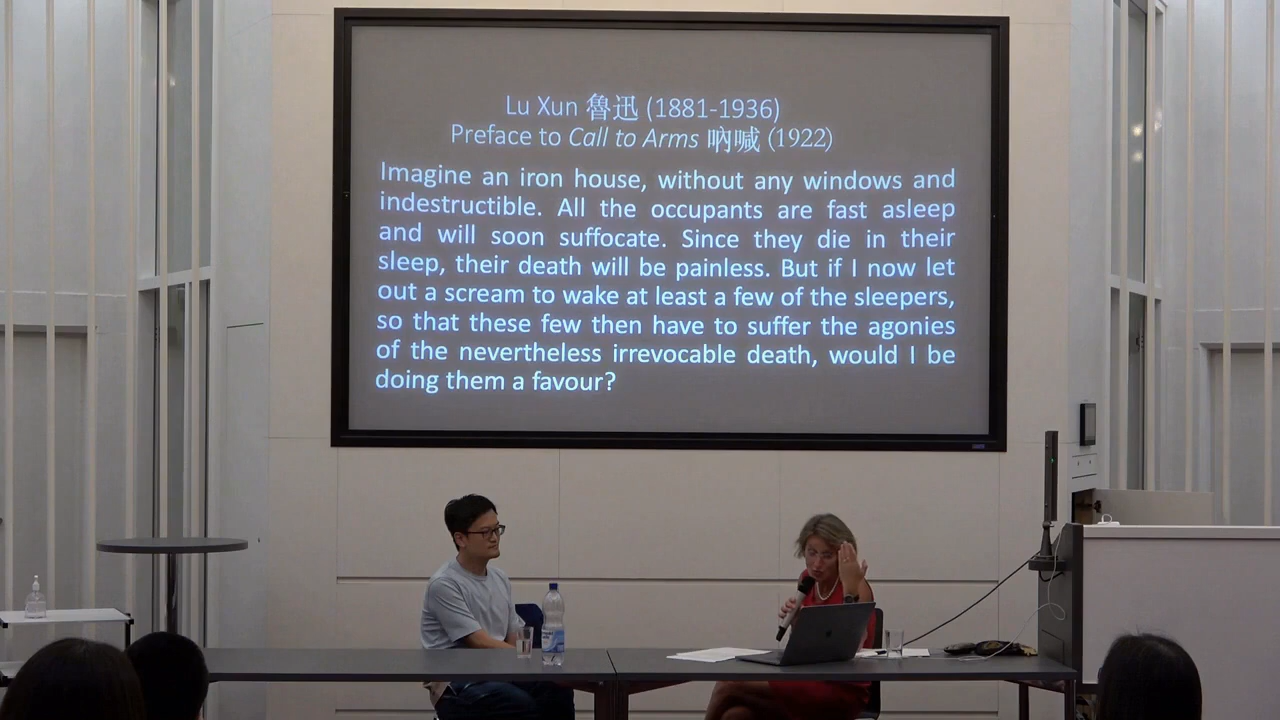 Lu Xun 魯迅 (1881-1936)
Preface to Call to Arms 吶喊 (1922)
Imagine an iron house, without any windows and
indestructible. All the occupants are fast asleep
and will soon suffocate. Since they die in their
sleep, their death will be painless. But if I now let
out a scream to wake at least a few of the sleepers,
so that these few then have to suffer the agonies
of the nevertheless irrevocable death, would I be
doing them a favour?